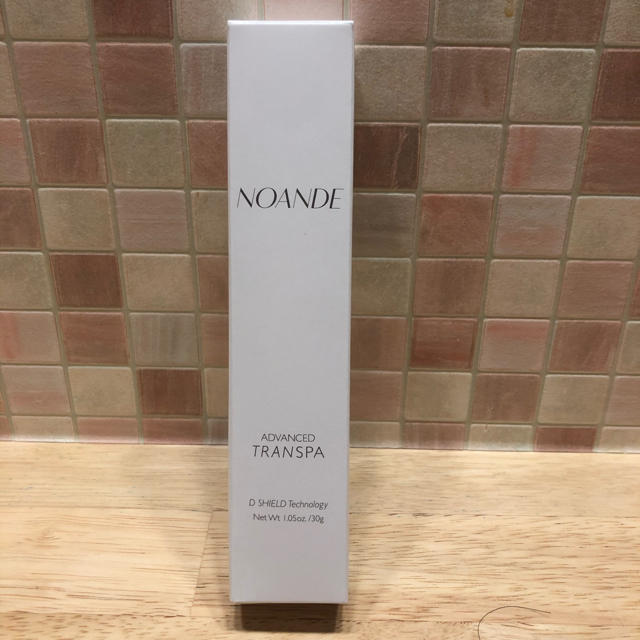 NOANDE
ADVANCED
TRANSPA
D SHIELD Technology
Net Wt. 1.05oz. /30g